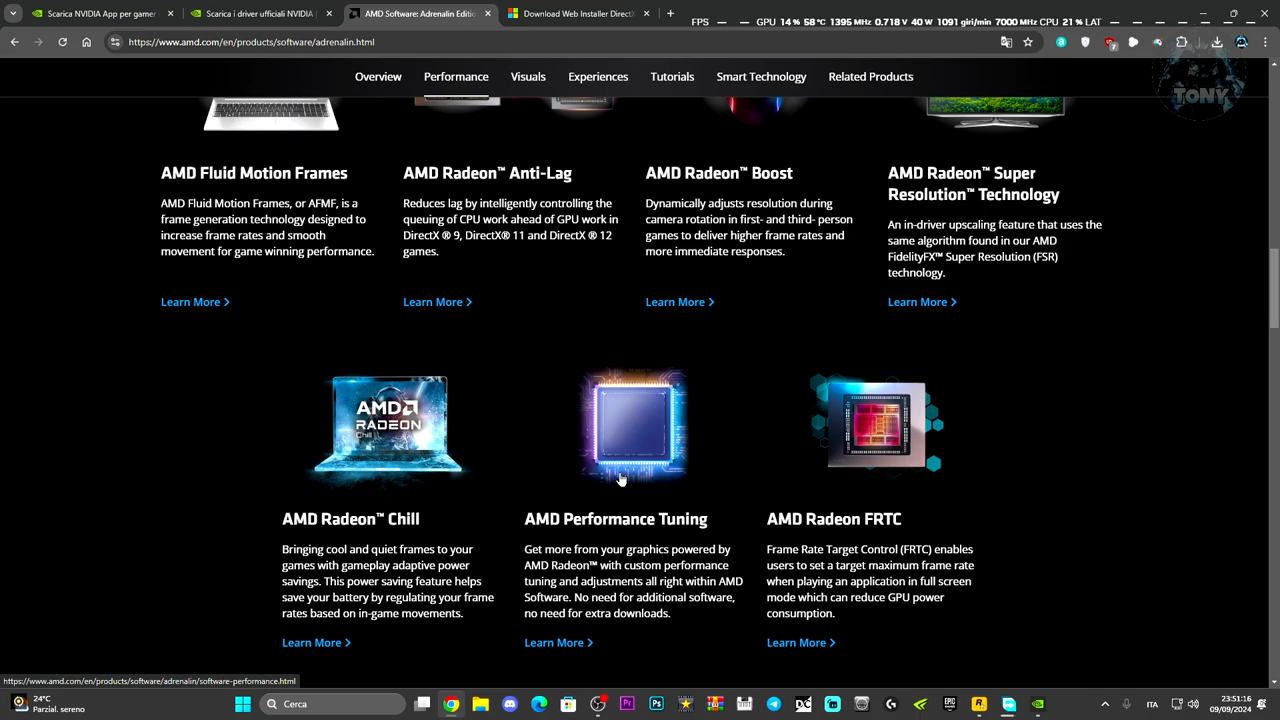 Scarica NVIDIA App per gamer
Scarica i driver ufficiali NVIDIA
AMD Software: Adrenalin Editio
Download Web Installer DirectX
FPS GPU 14 % 58 °C 1395 MHz 0.718 V 40 W 1091 giri/min 7000 MHz CPU 21 % LAT
https://www.amd.com/en/products/software/adrenalin.html
Overview Performance Visuals Experiences Tutorials Smart Technology Related Products
TONY
AMD Fluid Motion Frames
AMD Fluid Motion Frames, or AFMF, is a
frame generation technology designed to
increase frame rates and smooth
movement for game winning performance.
Learn More
AMD Radeon™ Anti-Lag
Reduces lag by intelligently controlling the
queuing of CPU work ahead of GPU work in
DirectX ® 9, DirectX® 11 and DirectX ® 12
games.
Learn More
AMD Radeon™ Boost
Dynamically adjusts resolution during
camera rotation in first- and third- person
games to deliver higher frame rates and
more immediate responses.
Learn More
AMD Radeon™ Super
Resolution™ Technology
An in-driver upscaling feature that uses the
same algorithm found in our AMD
FidelityFX™ Super Resolution (FSR)
technology.
Learn More
AMD
RADEON
Chill
AMD Radeon™ Chill
Bringing cool and quiet frames to your
games with gameplay adaptive power
savings. This power saving feature helps
save your battery by regulating your frame
rates based on in-game movements.
Learn More
AMD Performance Tuning
Get more from your graphics powered by
AMD Radeon™ with custom performance
tuning and adjustments all right within AMD
Software. No need for additional software,
no need for extra downloads.
Learn More
AMD Radeon FRTC
Frame Rate Target Control (FRTC) enables
users to set a target maximum frame rate
when playing an application in full screen
mode which can reduce GPU power
consumption.
Learn More
https://www.amd.com/en/products/software/adrenalin/software-performance.html
24°C
Parzial. sereno
Cerca
ITA
23:51:16
09/09/2024